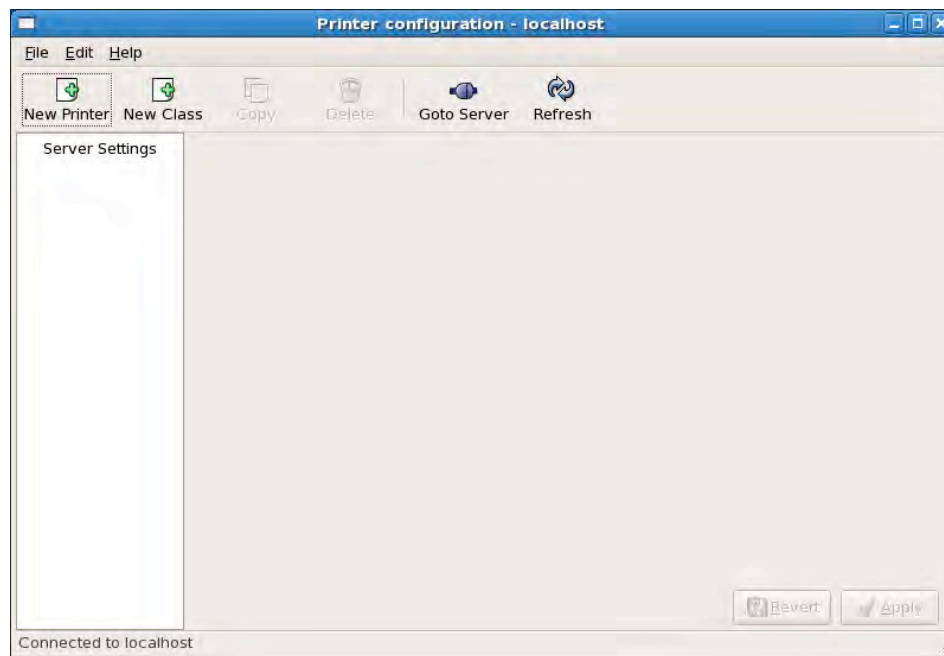 Printer configuration - localhost
File Edit Help
New Printer New Class Copy Delete Goto Server Refresh
Server Settings
Revert Apply
Connected to localhost